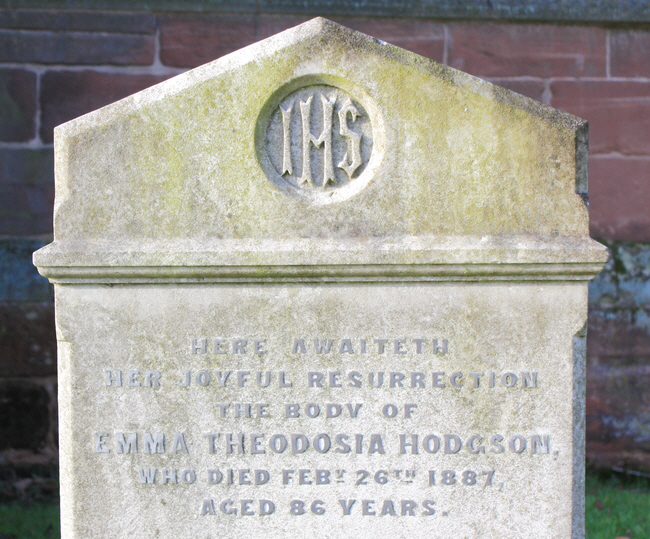 IHS
HERE AWAITETH
HER JOYFUL RESURRECTION
THE BODY OF
EMMA THEODOSIA HODGSON,
WHO DIED FEBY 26TH 1887,
AGED 86 YEARS.